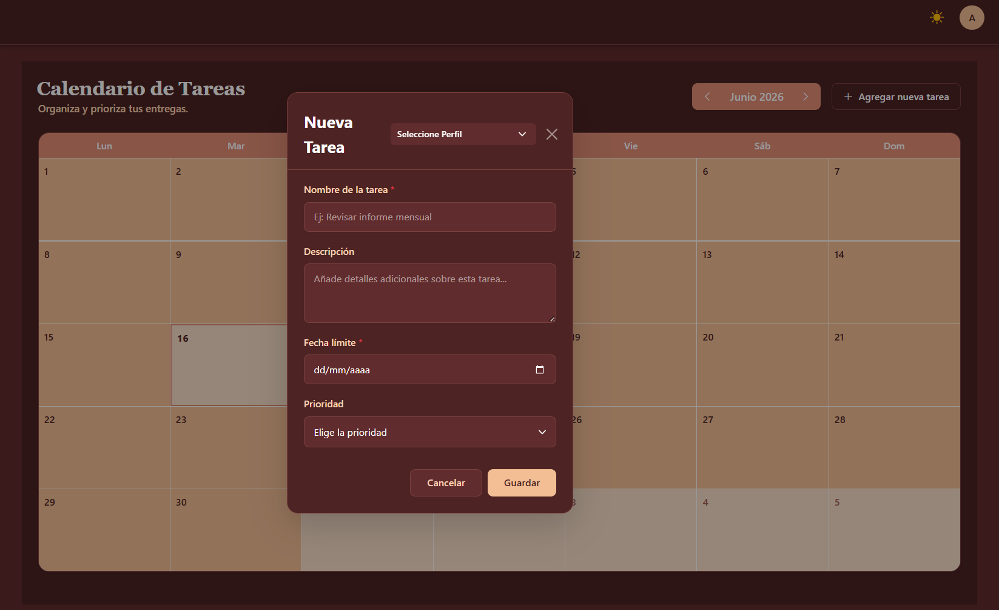 A
Calendario de Tareas
Organiza y prioriza tus entregas.
Junio 2026
+ Agregar nueva tarea
Lun
Mar
Vie
Sáb
Dom
1
2
5
6
7
8
9
12
13
14
15
16
19
20
21
22
23
26
27
28
29
30
3
4
5
Nueva
Tarea
Seleccione Perfil
Nombre de la tarea *
Ej: Revisar informe mensual
Descripción
Añade detalles adicionales sobre esta tarea...
Fecha límite *
dd/mm/aaaa
Prioridad
Elige la prioridad
Cancelar
Guardar